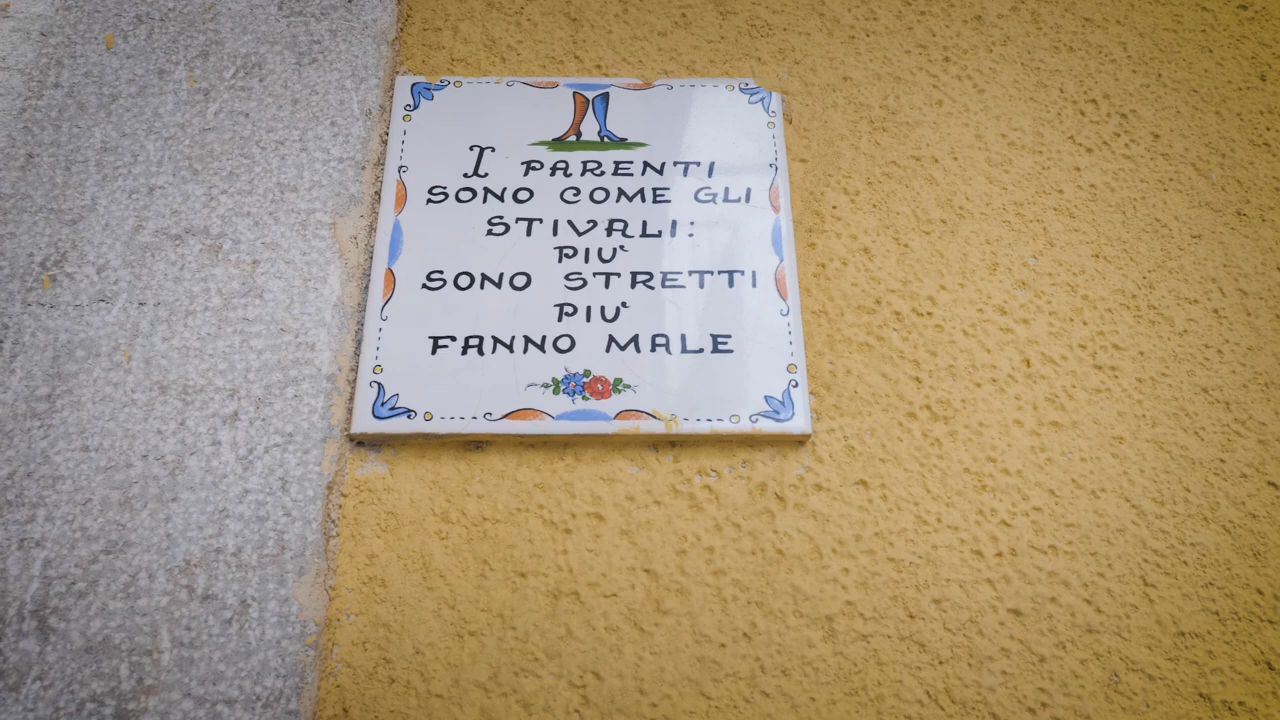 I PARENTI
SONO COME GLI
STIVALI:
PIU'
SONO STRETTI
PIU'
FANNO MALE